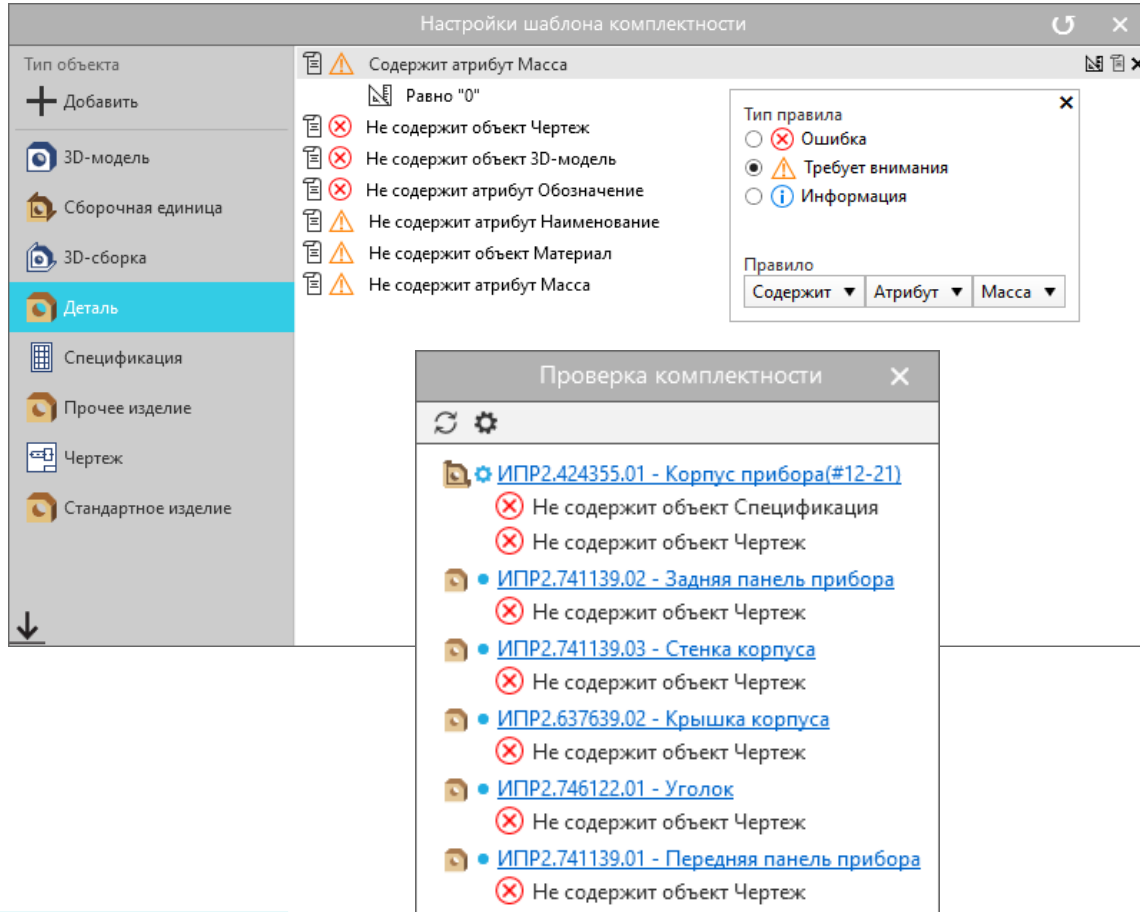 Настройки шаблона комплектности
Тип объекта
Добавить
3D-модель
Сборочная единица
3D-сборка
Деталь
Спецификация
Прочее изделие
Чертеж
Стандартное изделие
Содержит атрибут Масса
Равно "0"
Не содержит объект Чертеж
Не содержит объект 3D-модель
Не содержит атрибут Обозначение
Не содержит атрибут Наименование
Не содержит объект Материал
Не содержит атрибут Масса
Тип правила
Ошибка
Требует внимания
Информация
Правило
Содержит Атрибут Масса
Проверка комплектности
ИПР2.424355.01 - Корпус прибора(#12-21)
Не содержит объект Спецификация
Не содержит объект Чертеж
ИПР2.741139.02 - Задняя панель прибора
Не содержит объект Чертеж
ИПР2.741139.03 - Стенка корпуса
Не содержит объект Чертеж
ИПР2.637639.02 - Крышка корпуса
Не содержит объект Чертеж
ИПР2.746122.01 - Уголок
Не содержит объект Чертеж
ИПР2.741139.01 - Передняя панель прибора
Не содержит объект Чертеж